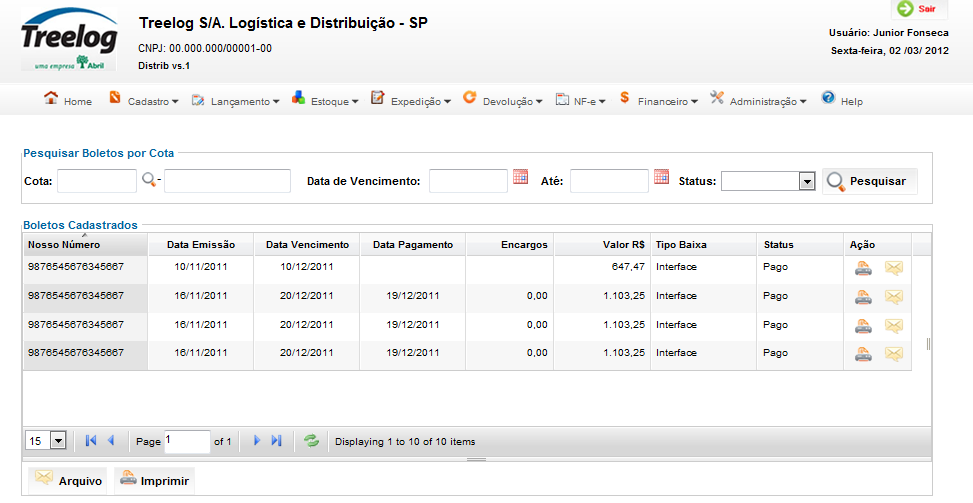 Treelog
uma empresa Abril
Treelog S/A. Logística e Distribuição - SP
CNPJ: 00.000.000/00001-00
Distrib vs.1
Sair
Usuário: Junior Fonseca
Sexta-feira, 02 /03/ 2012
Home Cadastro Lançamento Estoque Expedição Devolução NF-e Financeiro Administração Help
Pesquisar Boletos por Cota
Cota: - Data de Vencimento: Até: Status: Pesquisar
Boletos Cadastrados
Nosso Número Data Emissão Data Vencimento Data Pagamento Encargos Valor R$ Tipo Baixa Status Ação
9876545676345667 10/11/2011 10/12/2011 647,47 Interface Pago
9876545676345667 16/11/2011 20/12/2011 19/12/2011 0,00 1.103,25 Interface Pago
9876545676345667 16/11/2011 20/12/2011 19/12/2011 0,00 1.103,25 Interface Pago
9876545676345667 16/11/2011 20/12/2011 19/12/2011 0,00 1.103,25 Interface Pago
15 Page 1 of 1 Displaying 1 to 10 of 10 items
Arquivo Imprimir